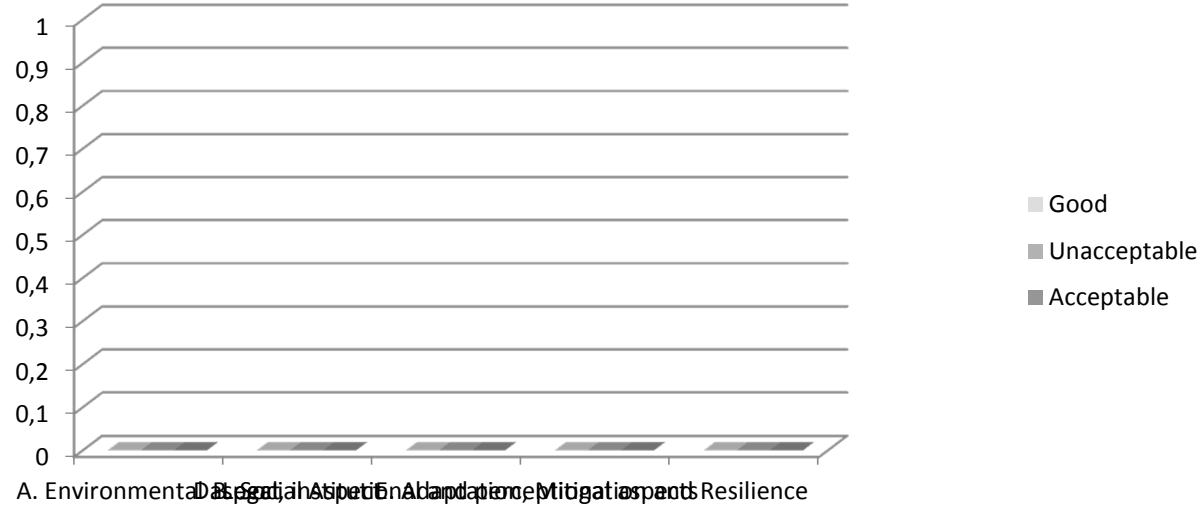 1
0,9
0,8
0,7
0,6
0,5
0,4
0,3
0,2
0,1
0
A. Environmental
Resilience
Good
Unacceptable
Acceptable